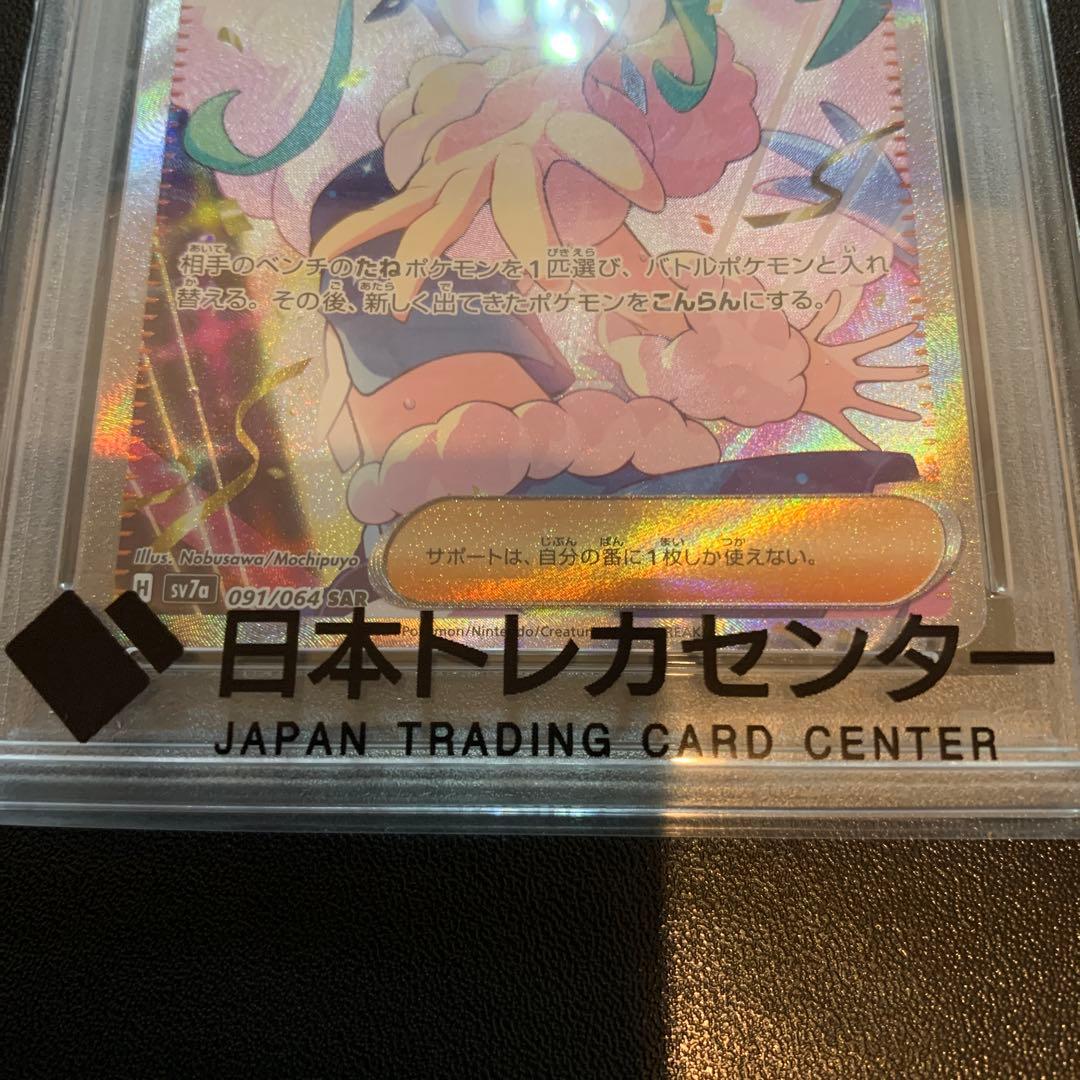 相手のベンチのたねポケモンを1匹選び、バトルポケモンと入れ
替える。その後、新しく出てきたポケモンをこんらんにする。
サポートは、自分の番に1枚しか使えない。
Illus. Nobusawa/Mochipuyo
H sv7a 091/064 SAR
Pokémon/Nintendo/Creatu
日本トレカセンター
JAPAN TRADING CARD CENTER